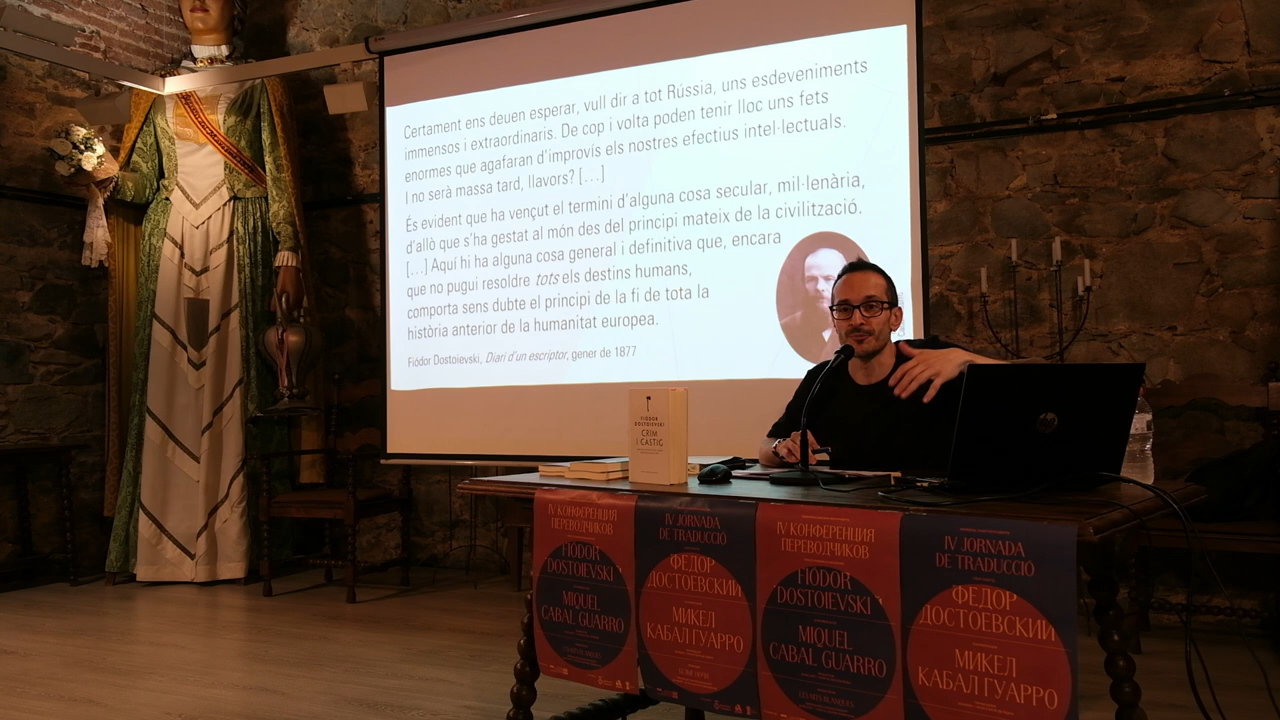 Certament ens deuen esperar, vull dir a tot Rússia, uns esdeveniments
immensos i extraordinaris. De cop i volta poden tenir lloc uns fets
enormes que agafaran d'improvís els nostres efectius intel·lectuals.
I no serà massa tard, llavors? […]
És evident que ha vençut el termini d'alguna cosa secular, mil·lenària,
d'allò que s'ha gestat al món des del principi mateix de la civilització.
[…] Aquí hi ha alguna cosa general i definitiva que, encara
que no pugui resoldre tots els destins humans,
comporta sens dubte el principi de la fi de tota la
història anterior de la humanitat europea.
Fiódor Dostoievski, Diari d'un escriptor, gener de 1877
FIÓDOR
DOSTOIEVSKI
CRIM
I CÀSTIG
IV КОНФЕРЕНЦИЯ
ПЕРЕВОДЧИКОВ
FIÓDOR
DOSTOIEVSKI
MIQUEL
CABAL GUARRO
IV JORNADA
DE TRADUCCIÓ
ФЕДОР
ДОСТОЕВСКИЙ
МИКЕЛ
КАБАЛ ГУАРРО
IV КОНФЕРЕНЦИЯ
ПЕРЕВОДЧИКОВ
FIÓDOR
DOSTOIEVSKI
MIQUEL
CABAL GUARRO
LES NITS BLANQUES
IV JORNADA
DE TRADUCCIÓ
ФЕДОР
ДОСТОЕВСКИЙ
МИКЕЛ
КАБАЛ ГУАРРО